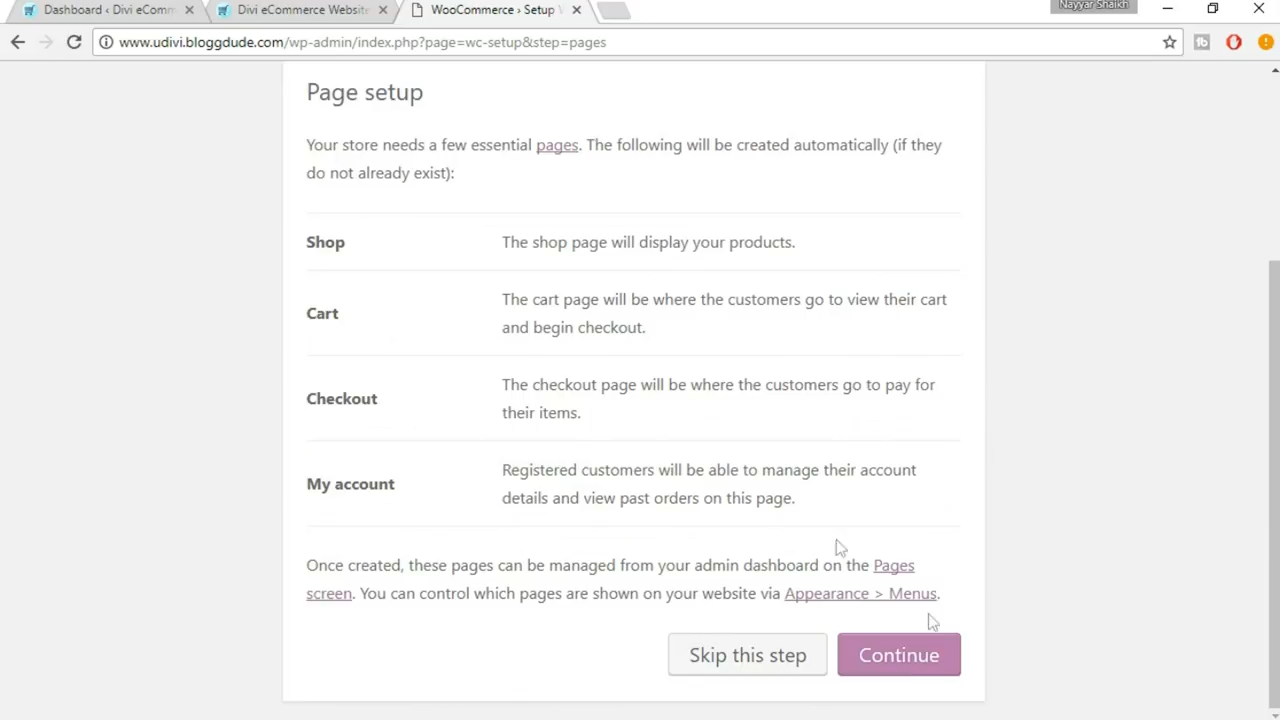 Dashboard ‹ Divi eComm
Divi eCommerce Website
WooCommerce › Setup
Nayyar Shaikh
www.udivi.bloggdude.com/wp-admin/index.php?page=wc-setup&step=pages
Page setup
Your store needs a few essential pages. The following will be created automatically (if they
do not already exist):
Shop
The shop page will display your products.
Cart
The cart page will be where the customers go to view their cart
and begin checkout.
Checkout
The checkout page will be where the customers go to pay for
their items.
My account
Registered customers will be able to manage their account
details and view past orders on this page.
Once created, these pages can be managed from your admin dashboard on the Pages
screen. You can control which pages are shown on your website via Appearance > Menus.
Skip this step
Continue